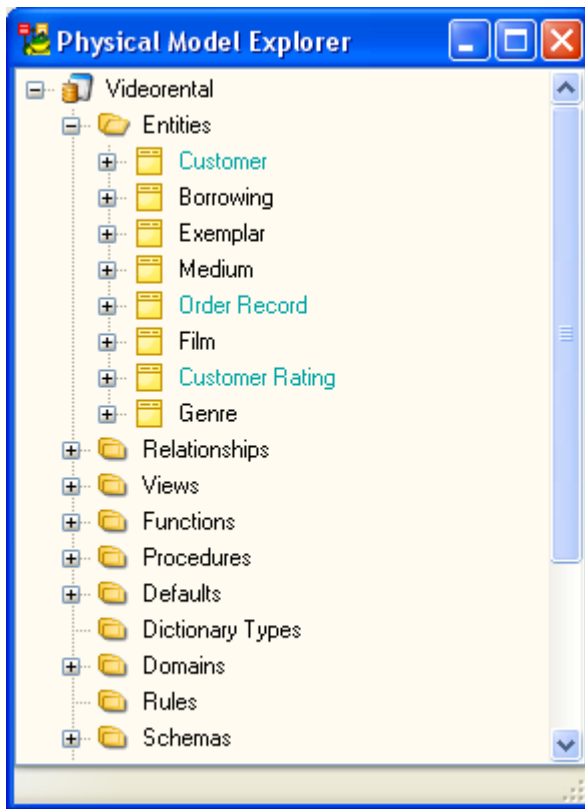 Physical Model Explorer
Videorental
Entities
Customer
Borrowing
Exemplar
Medium
Order Record
Film
Customer Rating
Genre
Relationships
Views
Functions
Procedures
Defaults
Dictionary Types
Domains
Rules
Schemas